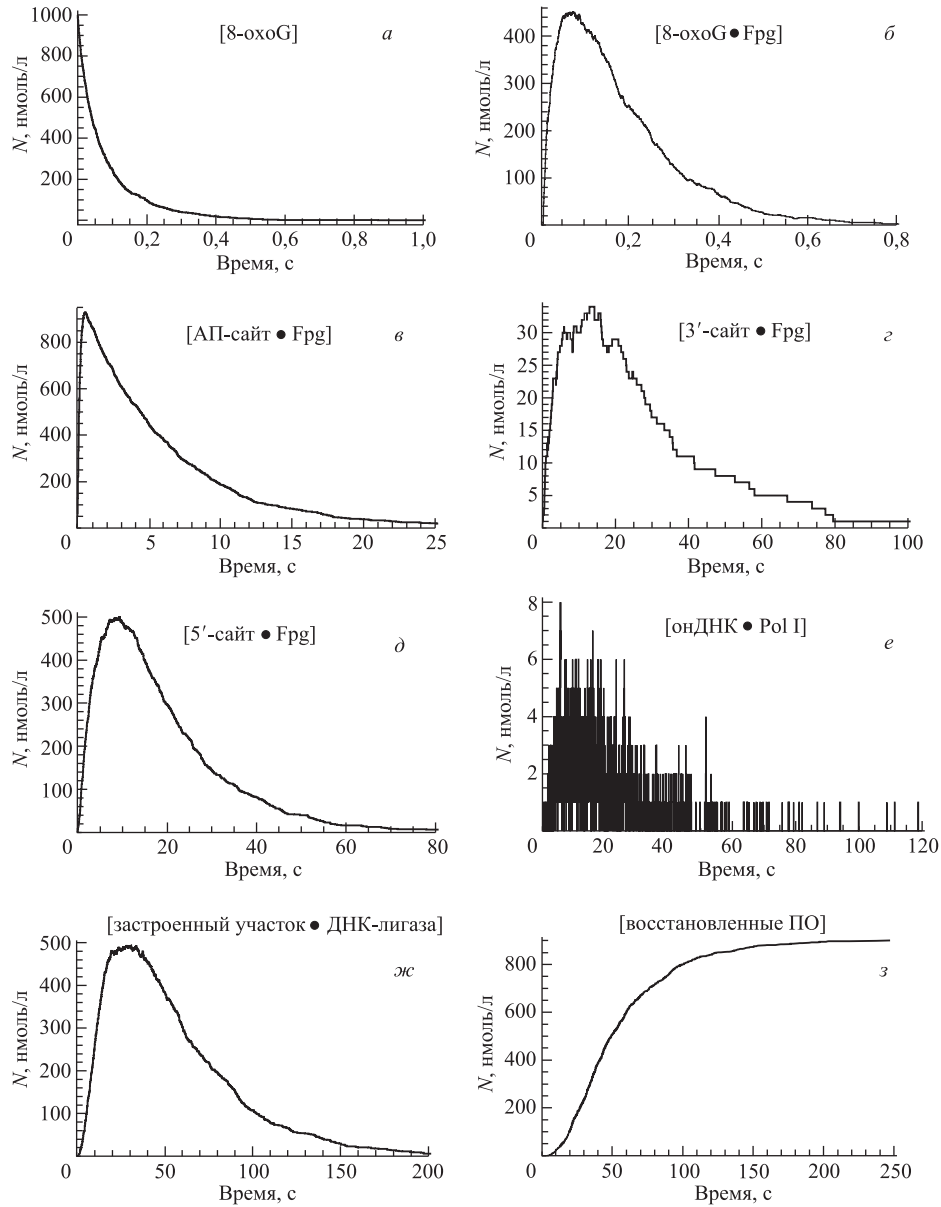 [8-oxoG] а
N, нмоль/л
1000
800
600
400
200
0
0,2 0,4 0,6 0,8 1,0
Время, с
[8-oxoG ● Fpg] б
N, нмоль/л
400
300
200
100
0
0,2 0,4 0,6 0,8
Время, с
[АП-сайт ● Fpg] в
N, нмоль/л
800
600
400
200
0
5 10 15 20 25
Время, с
[3′-сайт ● Fpg] г
N, нмоль/л
30
25
20
15
10
5
0
20 40 60 80 100
Время, с
[5′-сайт ● Fpg] д
N, нмоль/л
500
400
300
200
100
0
20 40 60 80
Время, с
[онДНК ● Pol I] е
N, нмоль/л
8
6
4
2
0
20 40 60 80 100 120
Время, с
[застроенный участок ● ДНК-лигаза]
ж
N, нмоль/л
500
400
300
200
100
0
50 100 150 200
Время, с
[восстановленные ПО]
з
N, нмоль/л
800
600
400
200
0
50 100 150 200 250
Время, с